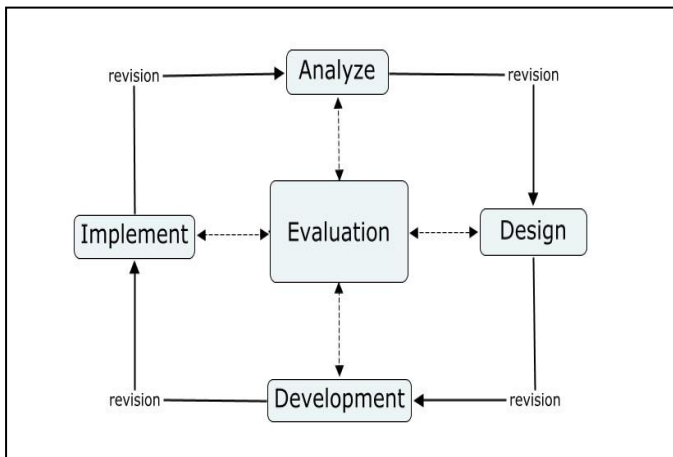 Analyze
revision
revision
Implement
Evaluation
Design
Development
revision
revision